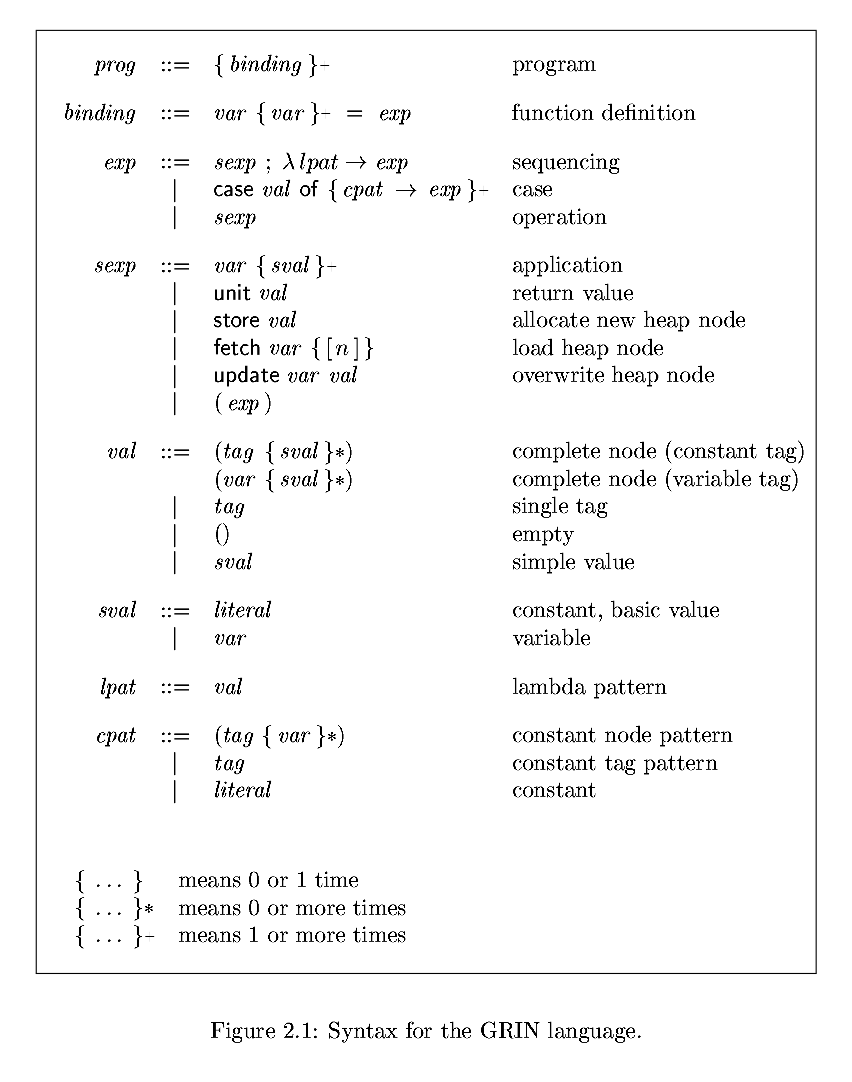 prog ::= { binding }– program
binding ::= var { var }– = exp function definition
exp ::= sexp ; λ lpat → exp sequencing
| case val of { cpat → exp }– case
| sexp operation
sexp ::= var { sval }– application
| unit val return value
| store val allocate new heap node
| fetch var { [ n ] } load heap node
| update var val overwrite heap node
| ( exp )
val ::= (tag { sval }*) complete node (constant tag)
(var { sval }*) complete node (variable tag)
| tag single tag
| () empty
| sval simple value
sval ::= literal constant, basic value
| var variable
lpat ::= val lambda pattern
cpat ::= (tag { var }*) constant node pattern
| tag constant tag pattern
| literal constant
{ ... } means 0 or 1 time
{ ... }* means 0 or more times
{ ... }– means 1 or more times
Figure 2.1: Syntax for the GRIN language.